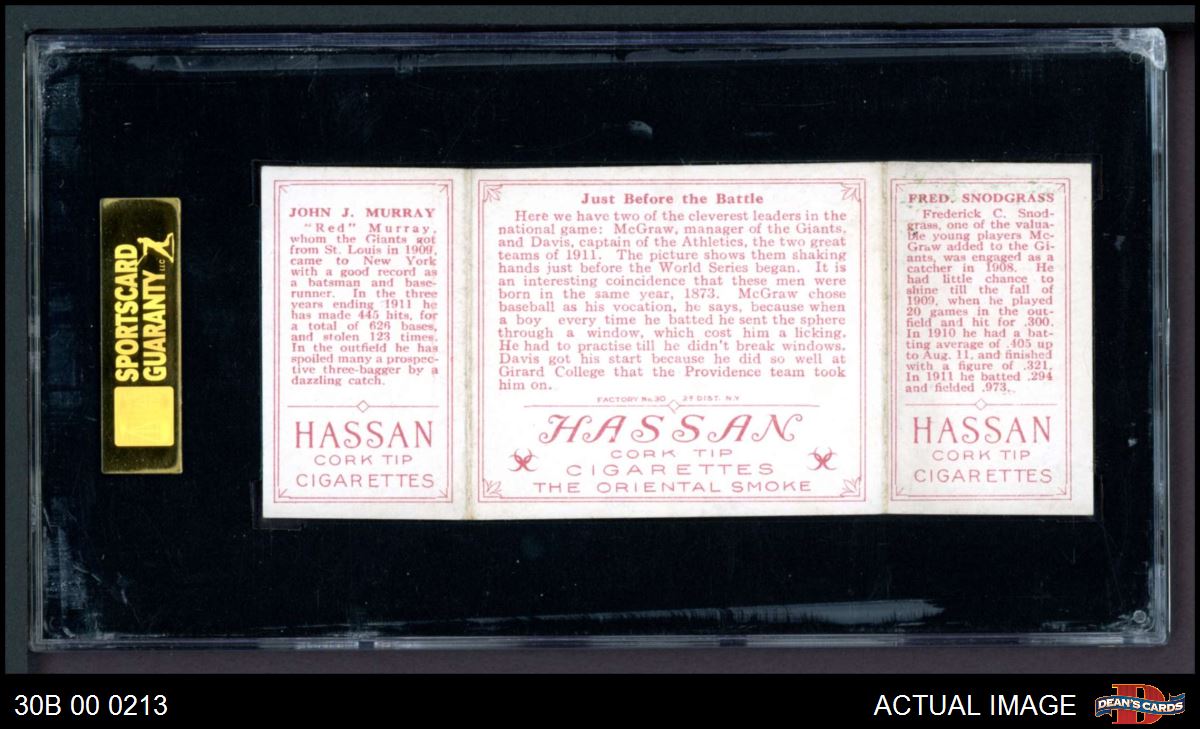 SPORTSCARD
GUARANTY LLC
JOHN J. MURRAY
"Red" Murray,
whom the Giants got
from St. Louis in 1909,
came to New York
with a good record as
a batsman and base-
runner. In the three
years ending 1911 he
has made 445 hits, for
a total of 626 bases,
and stolen 123 times.
In the outfield he has
spoiled many a prospec-
tive three-bagger by a
dazzling catch.
HASSAN
CORK TIP
CIGARETTES
Just Before the Battle
Here we have two of the cleverest leaders in the
national game: McGraw, manager of the Giants,
and Davis, captain of the Athletics, the two great
teams of 1911. The picture shows them shaking
hands just before the World Series began. It is
an interesting coincidence that these men were
born in the same year, 1873. McGraw chose
baseball as his vocation, he says, because when
a boy every time he batted he sent the sphere
through a window, which cost him a licking.
He had to practise till he didn't break windows.
Davis got his start because he did so well at
Girard College that the Providence team took
him on.
FACTORY No. 30 2D DIST. N.Y
HASSAN
CORK TIP
CIGARETTES
THE ORIENTAL SMOKE
FRED. SNODGRASS
Frederick C. Snod-
grass, one of the valua-
ble young players Mc-
Graw added to the Gi-
ants, was engaged as a
catcher in 1908. He
had little chance to
shine till the fall of
1909, when he played
20 games in the out-
field and hit for .300.
In 1910 he had a bat-
ting average of .405 up
to Aug. 11, and finished
with a figure of .321.
In 1911 he batted .294
and fielded .973.
HASSAN
CORK TIP
CIGARETTES
30B 00 0213
ACTUAL IMAGE
DEAN'S CARDS